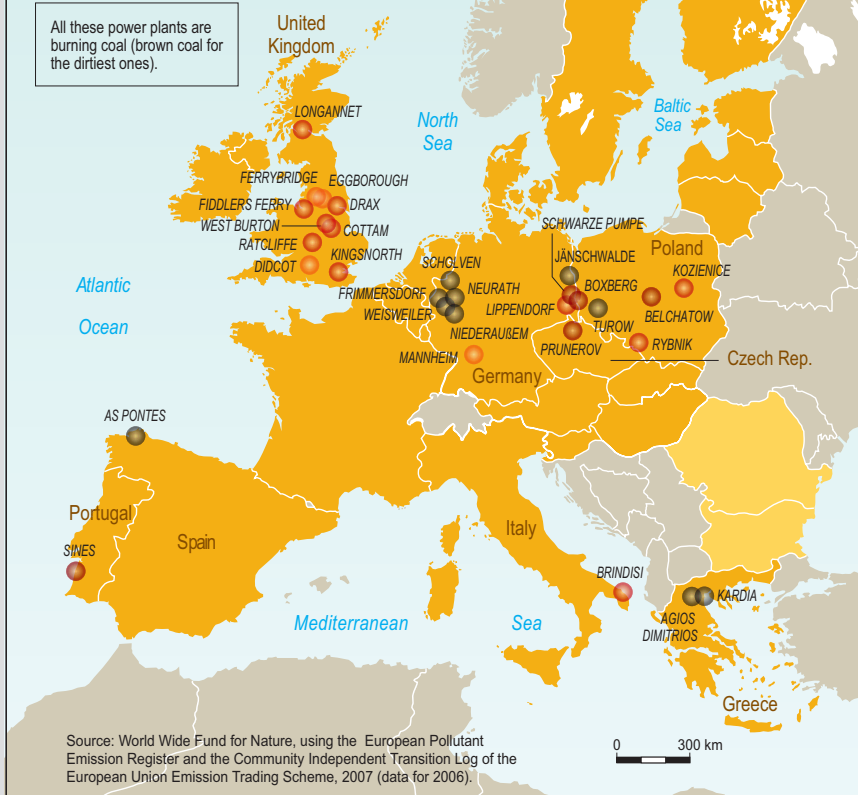 All these power plants are
burning coal (brown coal for
the dirtiest ones).
United
Kingdom
LONGANNET
North
Sea
Baltic
Sea
FERRYBRIDGE
EGGBOROUGH
FIDDLERS FERRY
DRAX
WEST BURTON
COTTAM
RATCLIFFE
KINGSNORTH
DIDCOT
SCHWARZE PUMPE
Poland
JÄNSCHWALDE
KOZIENICE
SCHOLVEN
BOXBERG
NEURATH
FRIMMERSDORF
LIPPENDORF
WEISWEILER
BELCHATOW
TUROW
NIEDERAUßEM
PRUNEROV
RYBNIK
MANNHEIM
Czech Rep.
Germany
Atlantic
Ocean
AS PONTES
Portugal
Spain
Italy
SINES
BRINDISI
KARDIA
AGIOS
DIMITRIOS
Mediterranean
Sea
Greece
Source: World Wide Fund for Nature, using the European Pollutant
Emission Register and the Community Independent Transition Log of the
European Union Emission Trading Scheme, 2007 (data for 2006).
0
300 km